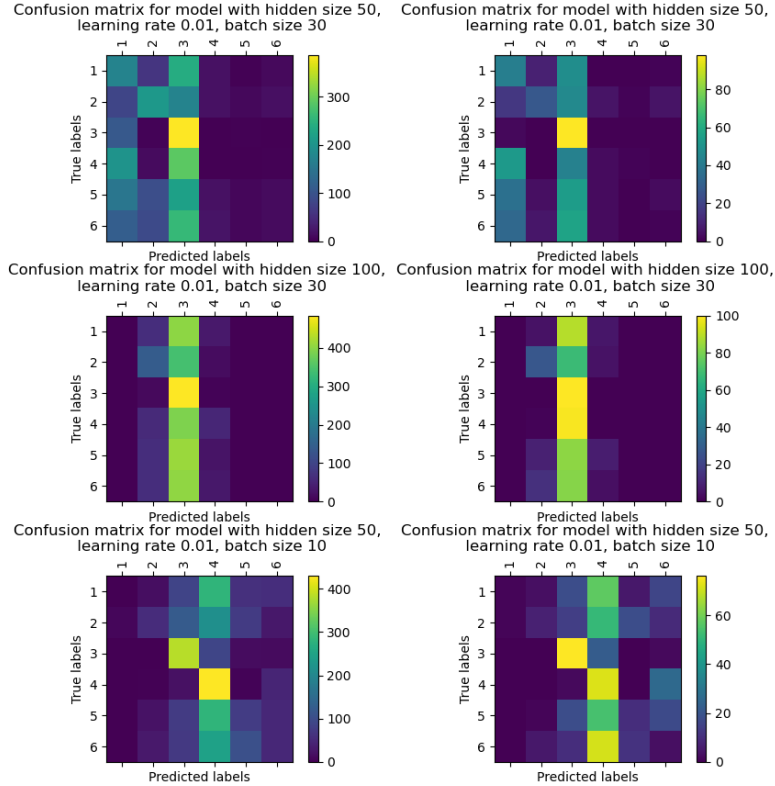 Confusion matrix for model with hidden size 50,
learning rate 0.01, batch size 30
1 2 3 4 5 6
True labels
1
2
3
4
5
6
Predicted labels
300
200
100
0
Confusion matrix for model with hidden size 50,
learning rate 0.01, batch size 30
1 2 3 4 5 6
True labels
1
2
3
4
5
6
Predicted labels
80
60
40
20
0
Confusion matrix for model with hidden size 100,
learning rate 0.01, batch size 30
1 2 3 4 5 6
True labels
1
2
3
4
5
6
Predicted labels
400
300
200
100
0
Confusion matrix for model with hidden size 100,
learning rate 0.01, batch size 30
1 2 3 4 5 6
True labels
1
2
3
4
5
6
Predicted labels
100
80
60
40
20
0
Confusion matrix for model with hidden size 50,
learning rate 0.01, batch size 10
1 2 3 4 5 6
True labels
1
2
3
4
5
6
Predicted labels
400
300
200
100
0
Confusion matrix for model with hidden size 50,
learning rate 0.01, batch size 10
1 2 3 4 5 6
True labels
1
2
3
4
5
6
Predicted labels
60
40
20
0